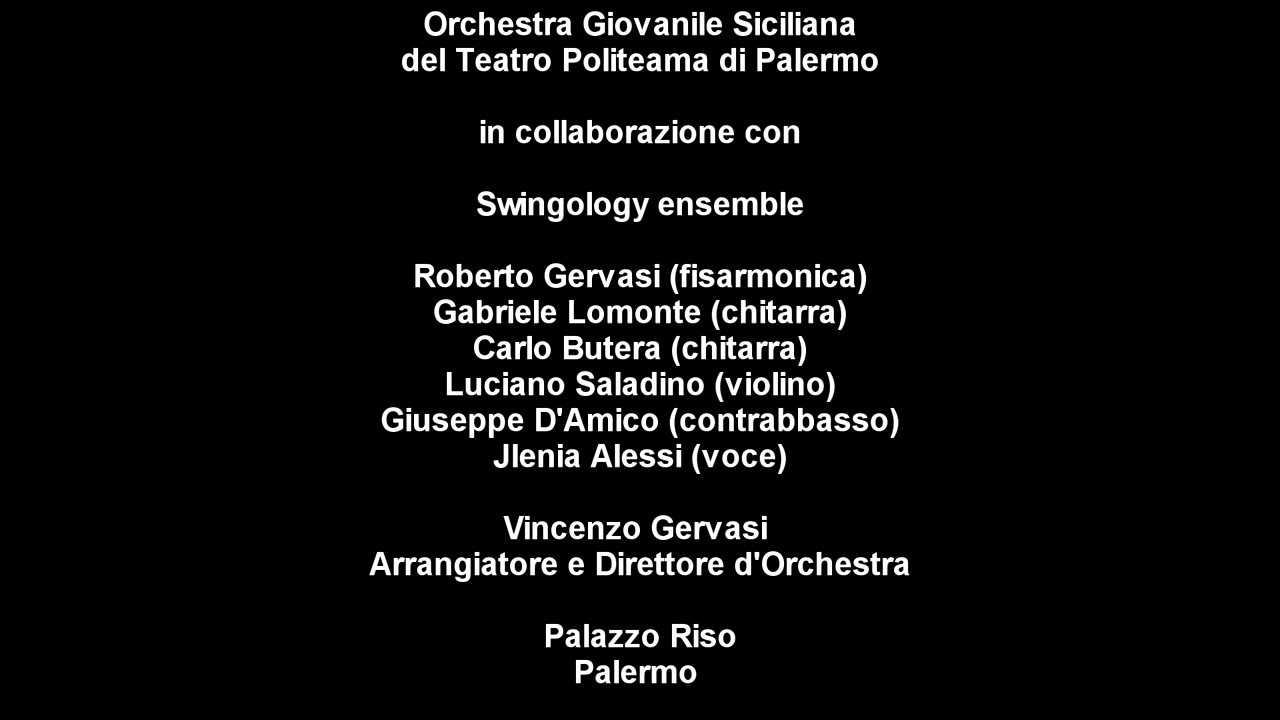 Orchestra Giovanile Siciliana
del Teatro Politeama di Palermo
in collaborazione con
Swingology ensemble
Roberto Gervasi (fisarmonica)
Gabriele Lomonte (chitarra)
Carlo Butera (chitarra)
Luciano Saladino (violino)
Giuseppe D'Amico (contrabbasso)
Jlenia Alessi (voce)
Vincenzo Gervasi
Arrangiatore e Direttore d'Orchestra
Palazzo Riso
Palermo